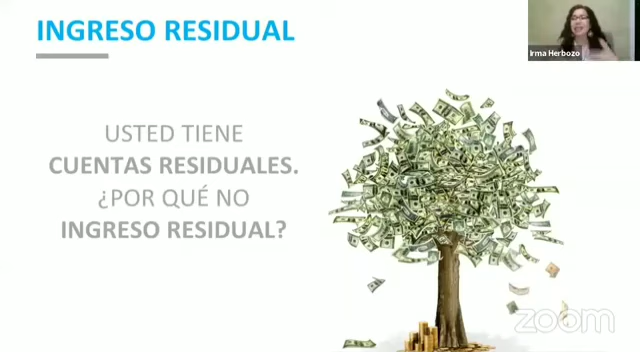 INGRESO RESIDUAL
Irma Herbozo
USTED TIENE
CUENTAS RESIDUALES.
¿POR QUÉ NO
INGRESO RESIDUAL?
zoom